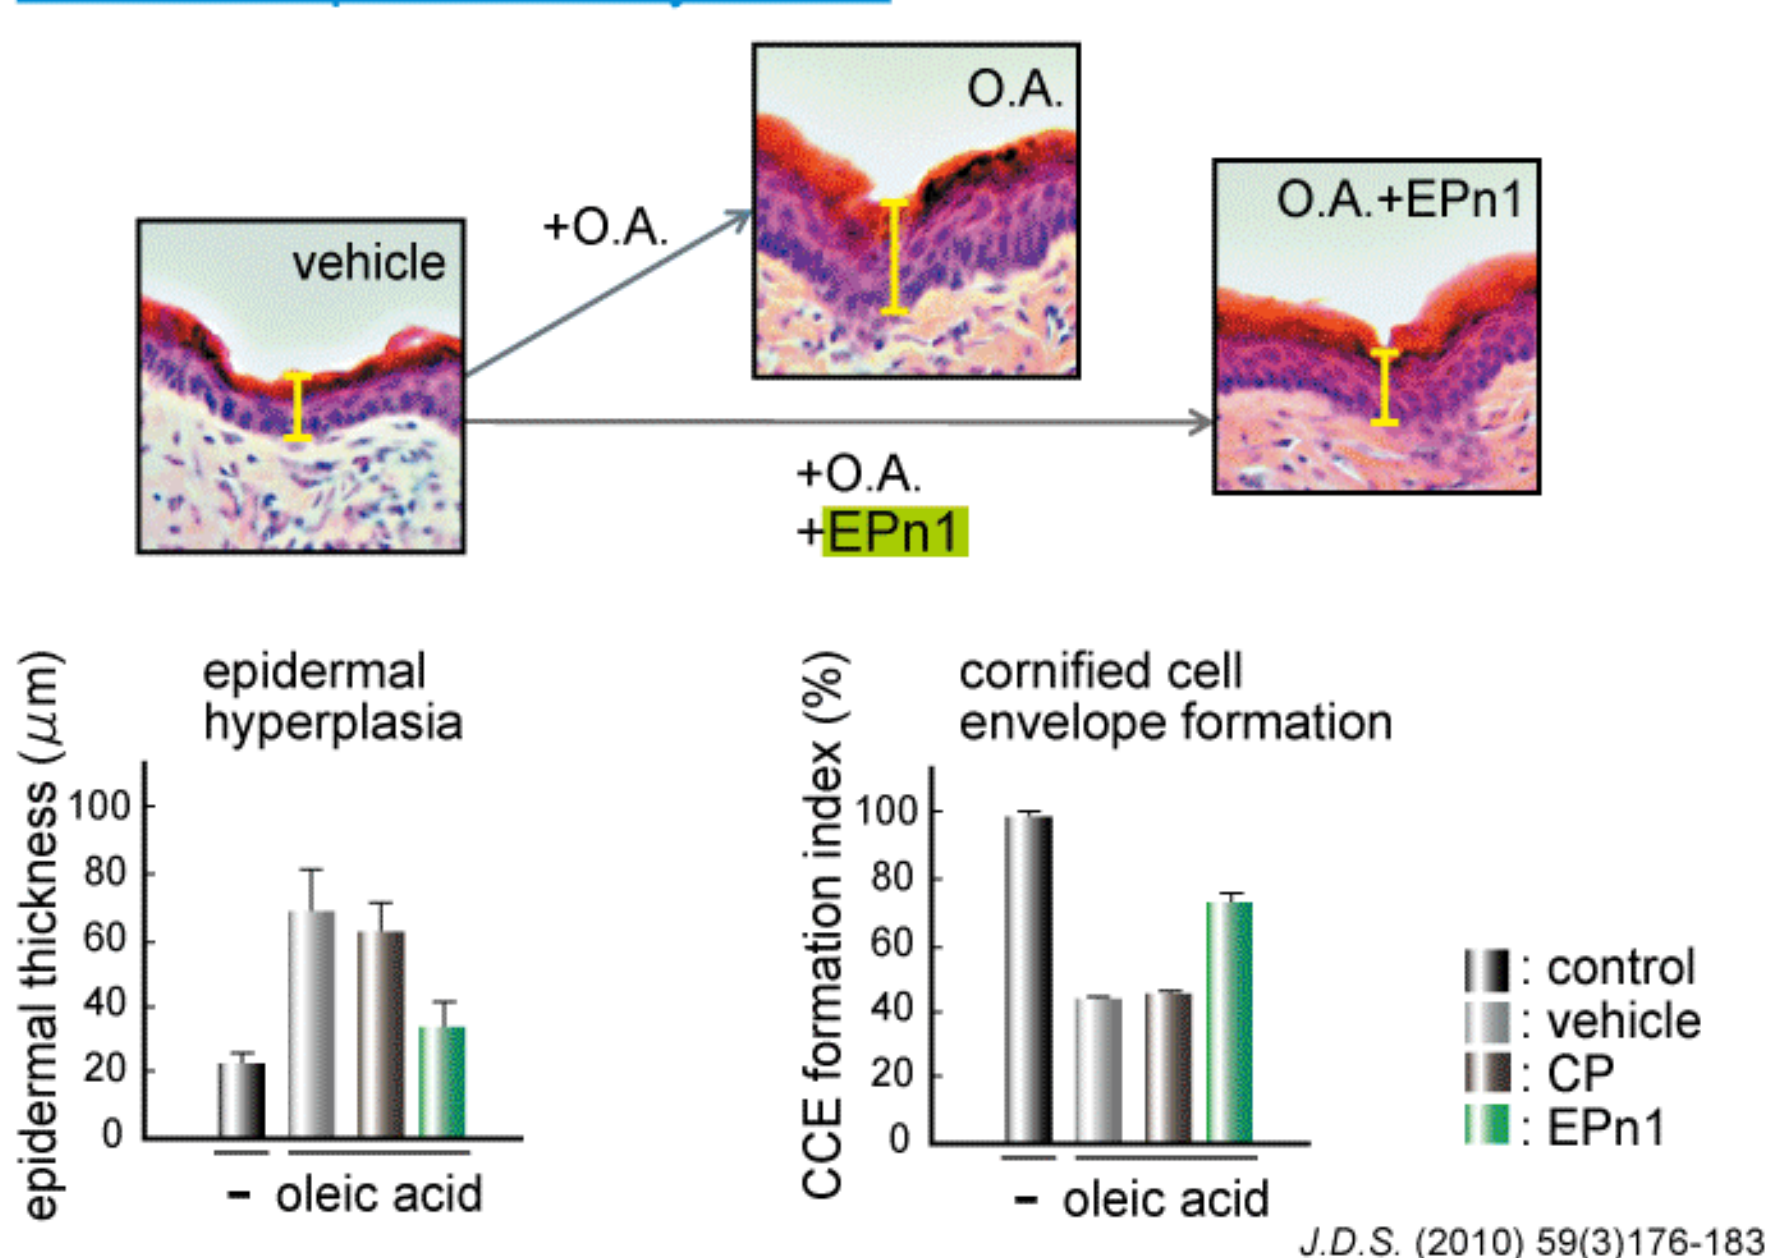 O.A.
O.A.+EPn1
+O.A.
vehicle
+O.A.
+EPn1
epidermal
hyperplasia
epidermal thickness (μm)
100
80
60
40
20
0
- oleic acid
cornified cell
envelope formation
CCE formation index (%)
100
80
60
40
20
0
- oleic acid
: control
: vehicle
: CP
: EPn1
J.D.S. (2010) 59(3)176-183